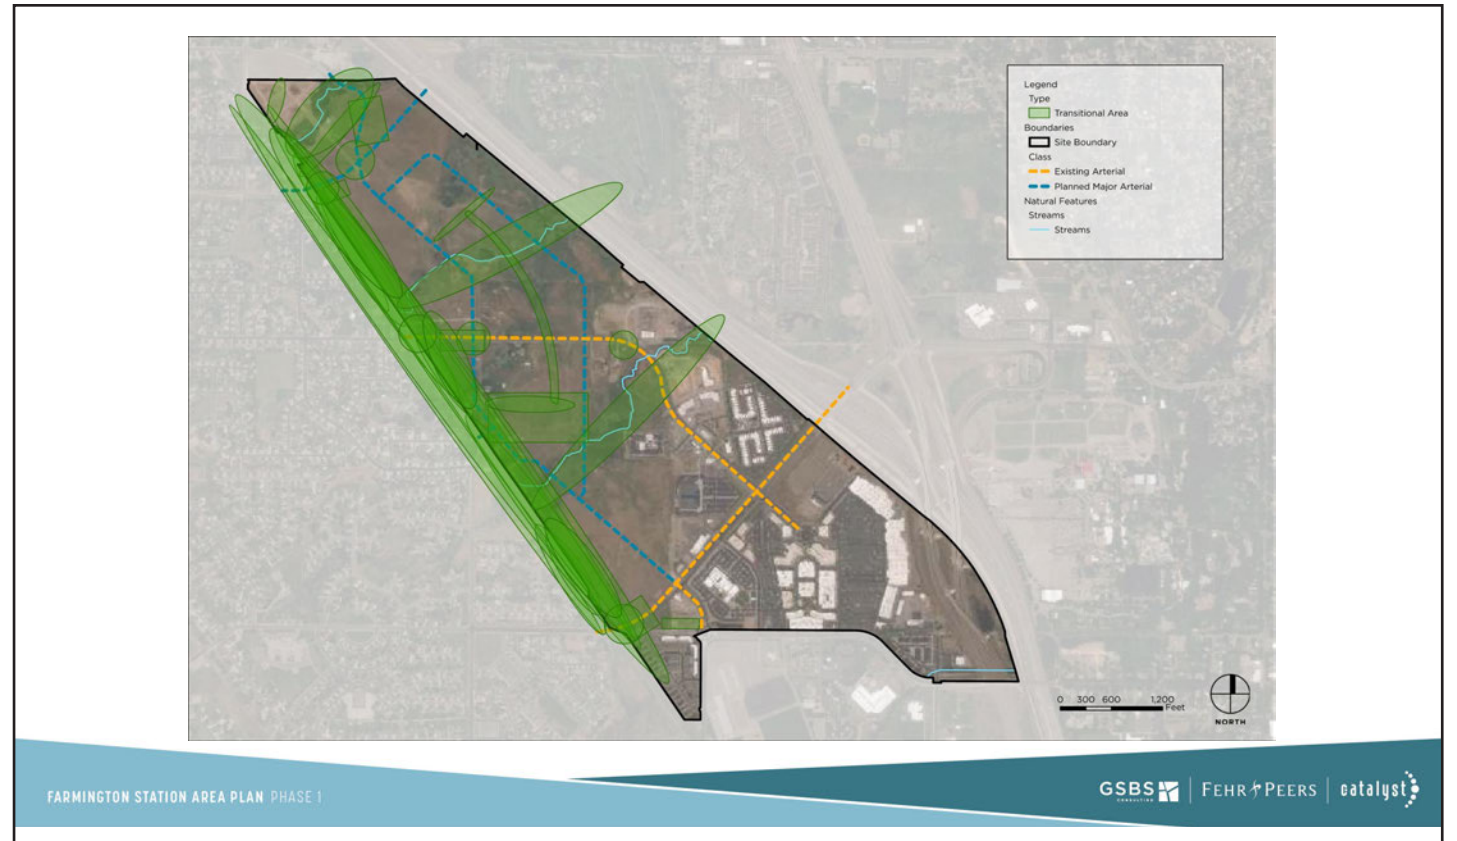 Legend
Type
Transitional Area
Boundaries
Site Boundary
Class
Existing Arterial
Planned Major Arterial
Natural Features
Streams
Streams
0 300 600 1,200
Feet
NORTH
FARMINGTON STATION AREA PLAN PHASE 1
GSBS
CONSULTING
FEHR PEERS
catalyst